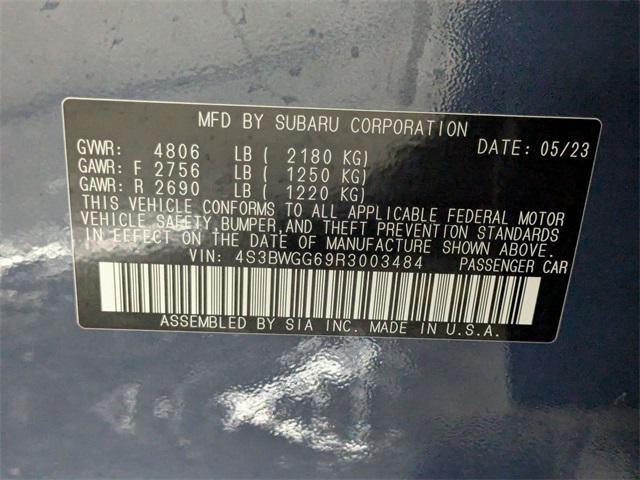 MFD BY SUBARU CORPORATION DATE: 05/23
GVWR: 4806 LB ( 2180 KG)
GAWR: F 2756 LB ( 1250 KG)
GAWR: R 2690 LB ( 1220 KG)
THIS VEHICLE CONFORMS TO ALL APPLICABLE FEDERAL MOTOR
VEHICLE SAFETY, BUMPER, AND THEFT PREVENTION STANDARDS
IN EFFECT ON THE DATE OF MANUFACTURE SHOWN ABOVE.
VIN: 4S3BWGG69R3003484 PASSENGER CAR
ASSEMBLED BY SIA INC. MADE IN U.S.A.